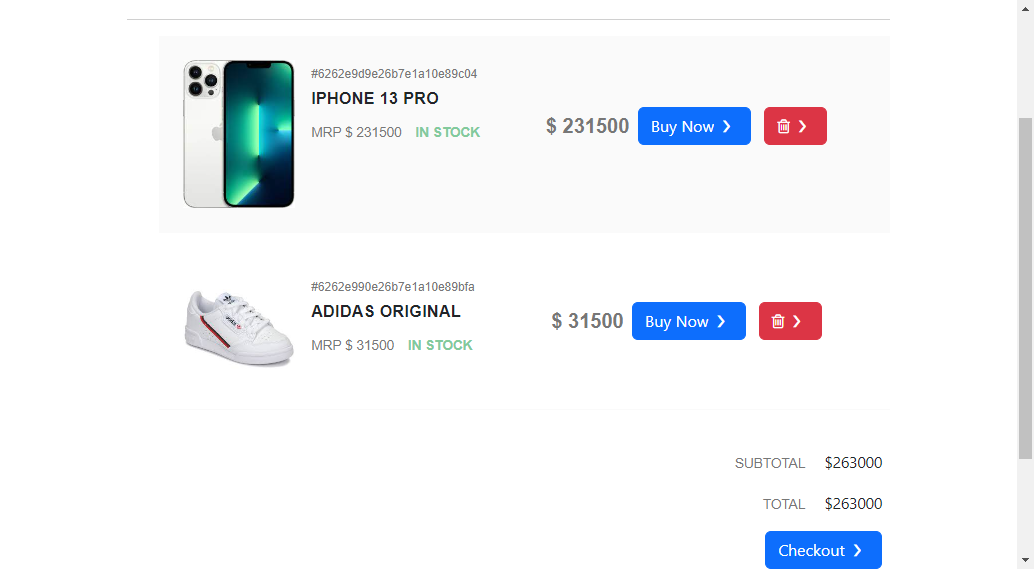 #6262e9d9e26b7e1a10e89c04
IPHONE 13 PRO
MRP $ 231500 IN STOCK
$ 231500 Buy Now
#6262e990e26b7e1a10e89bfa
ADIDAS ORIGINAL
MRP $ 31500 IN STOCK
$ 31500 Buy Now
SUBTOTAL $263000
TOTAL $263000
Checkout